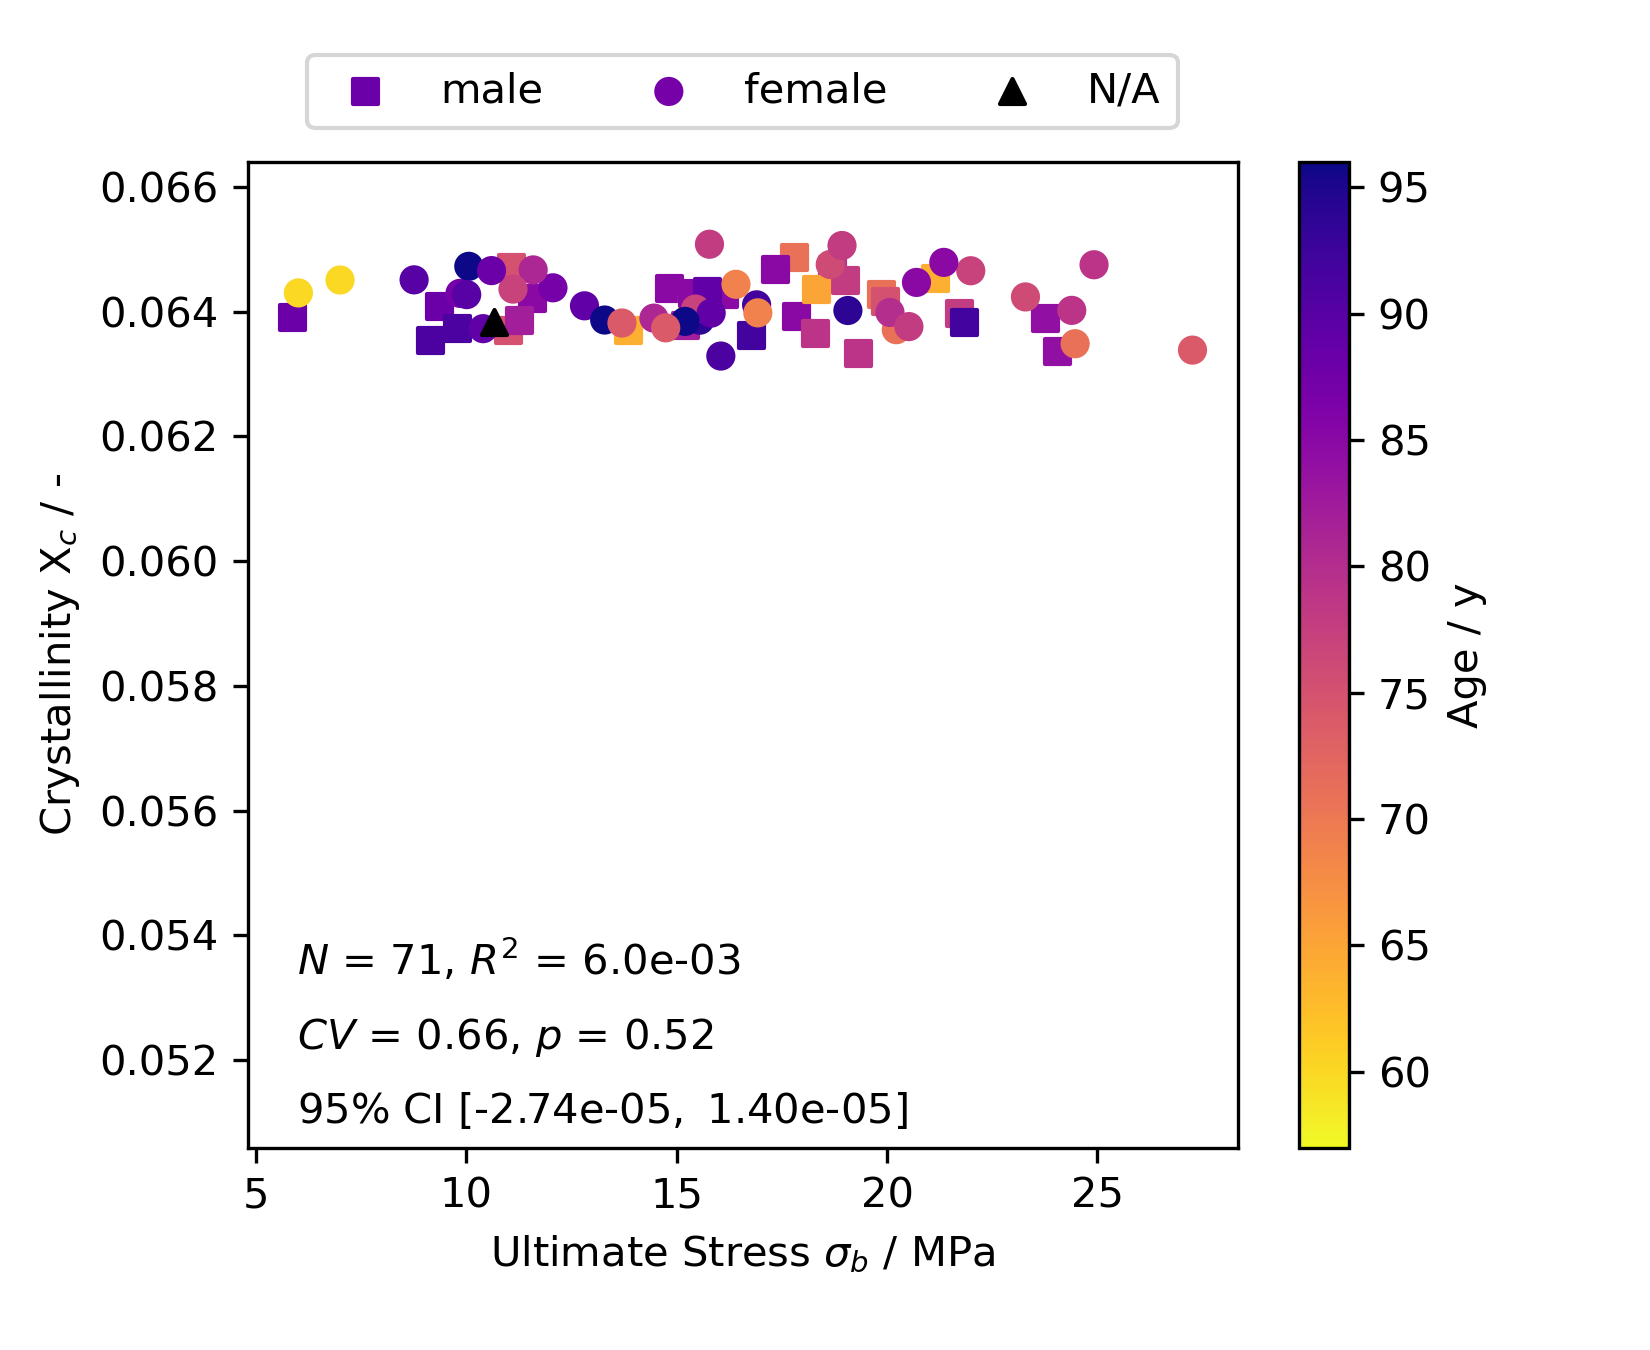 male female N/A
0.066
0.064
0.062
0.060
0.058
0.056
0.054
0.052
Crystallinity X_c / -
N = 71, R² = 6.0e-03
CV = 0.66, p = 0.52
95% CI [-2.74e-05, 1.40e-05]
5 10 15 20 25
Ultimate Stress σ_b / MPa
95
90
85
80
75
70
65
60
Age / y